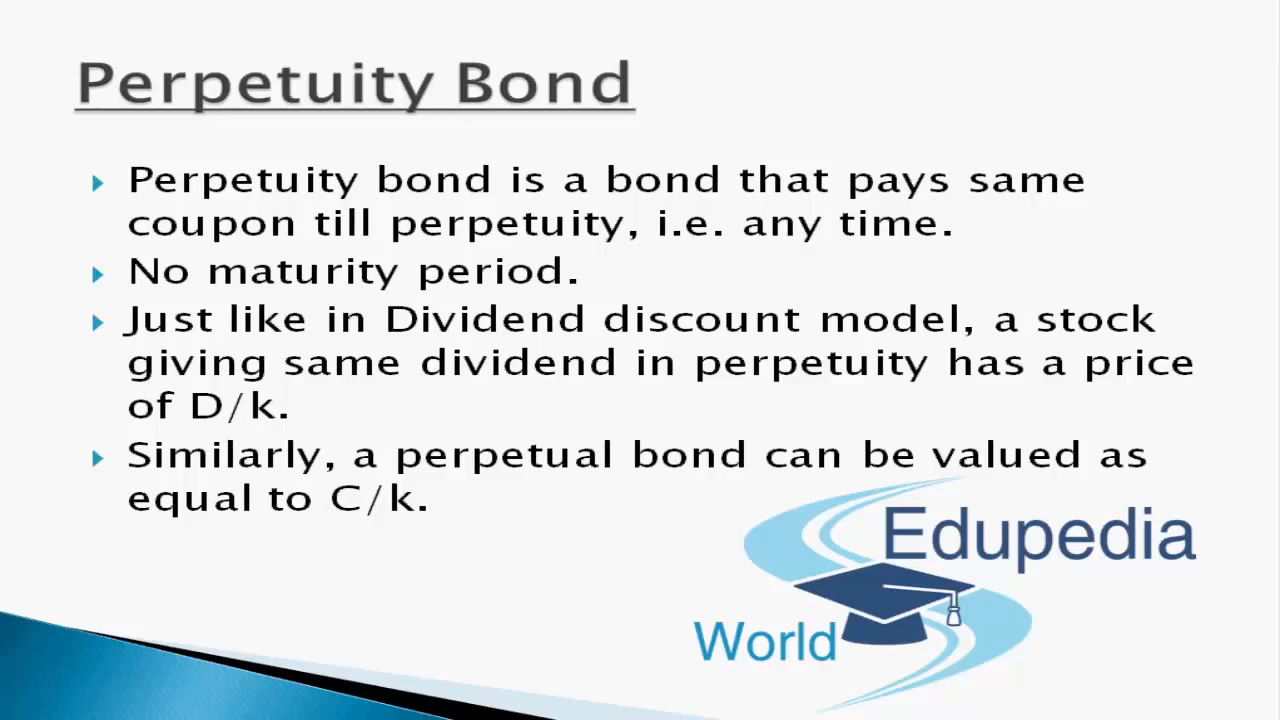 Perpetuity Bond
Perpetuity bond is a bond that pays same
coupon till perpetuity, i.e. any time.
No maturity period.
Just like in Dividend discount model, a stock
giving same dividend in perpetuity has a price
of D/k.
Similarly, a perpetual bond can be valued as
equal to C/k.
Edupedia
World